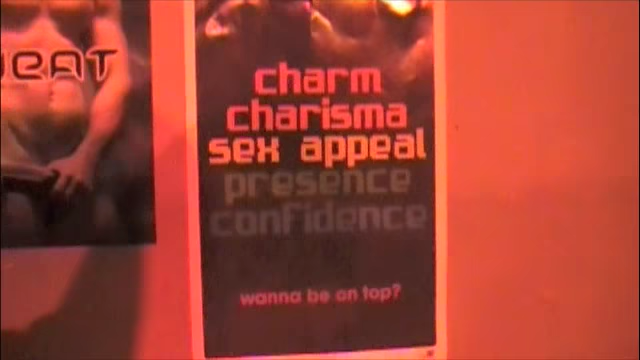 charm
charisma
sex appeal
presence
confidence
wanna be on top?